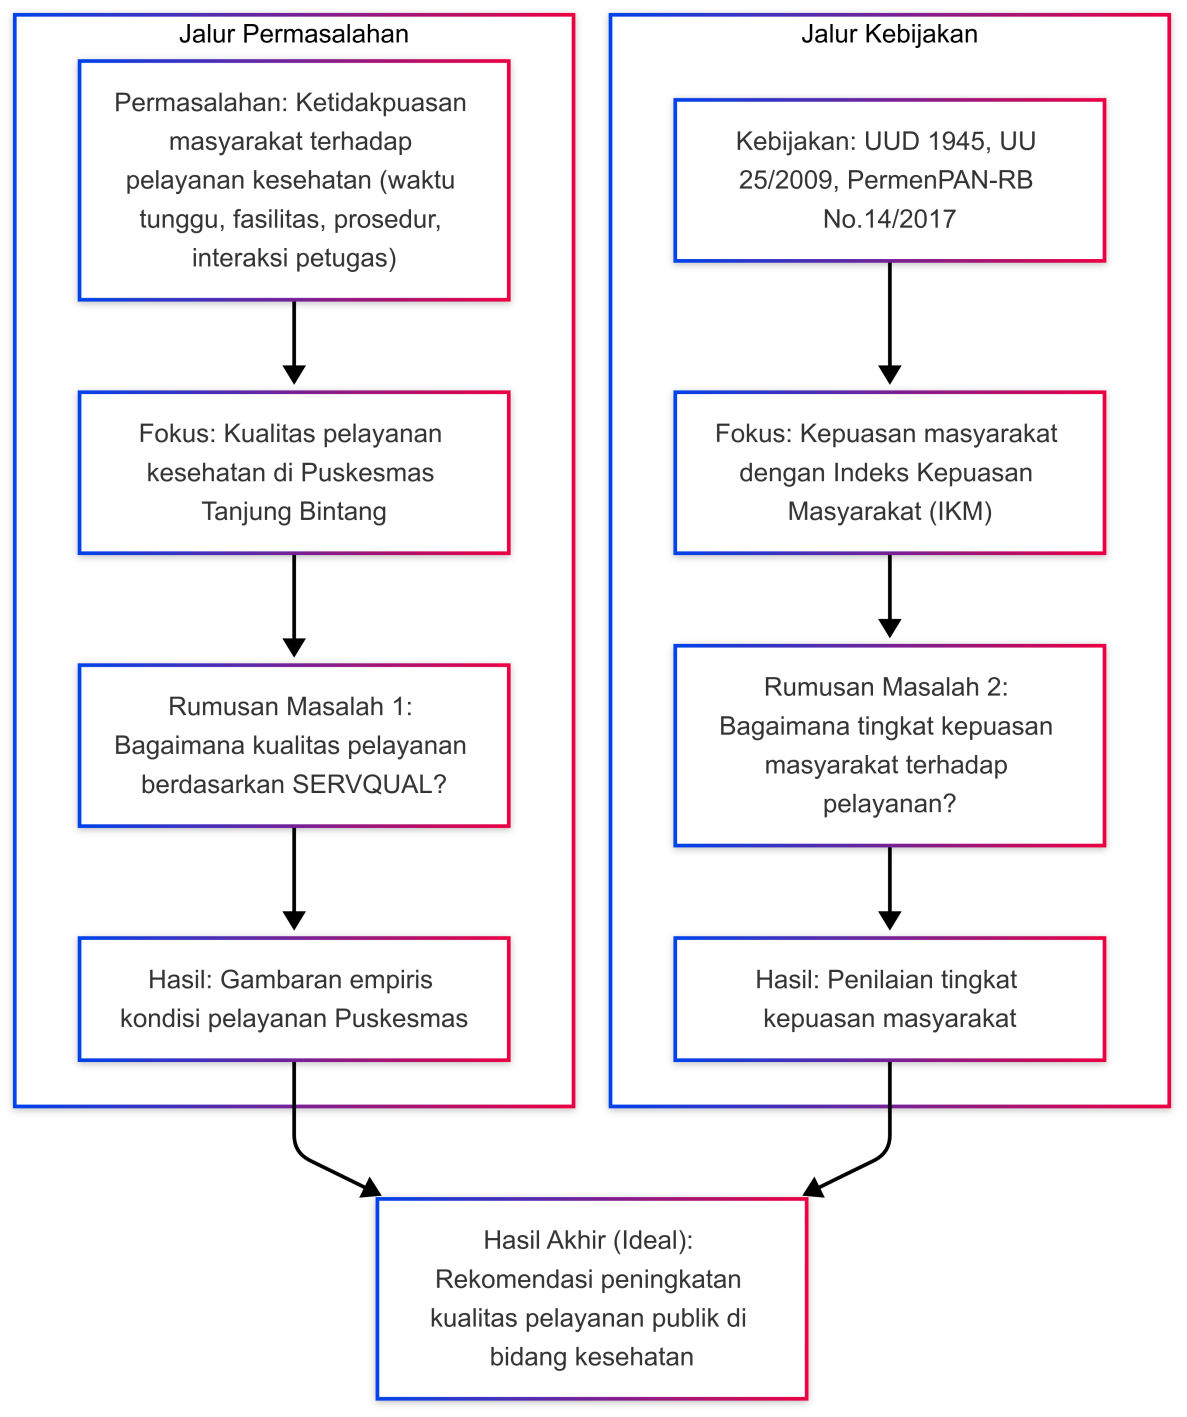 Jalur Permasalahan
Permasalahan: Ketidakpuasan
masyarakat terhadap
pelayanan kesehatan (waktu
tunggu, fasilitas, prosedur,
interaksi petugas)
Fokus: Kualitas pelayanan
kesehatan di Puskesmas
Tanjung Bintang
Rumusan Masalah 1:
Bagaimana kualitas pelayanan
berdasarkan SERVQUAL?
Hasil: Gambaran empiris
kondisi pelayanan Puskesmas
Jalur Kebijakan
Kebijakan: UUD 1945, UU
25/2009, PermenPAN-RB
No.14/2017
Fokus: Kepuasan masyarakat
dengan Indeks Kepuasan
Masyarakat (IKM)
Rumusan Masalah 2:
Bagaimana tingkat kepuasan
masyarakat terhadap
pelayanan?
Hasil: Penilaian tingkat
kepuasan masyarakat
Hasil Akhir (Ideal):
Rekomendasi peningkatan
kualitas pelayanan publik di
bidang kesehatan